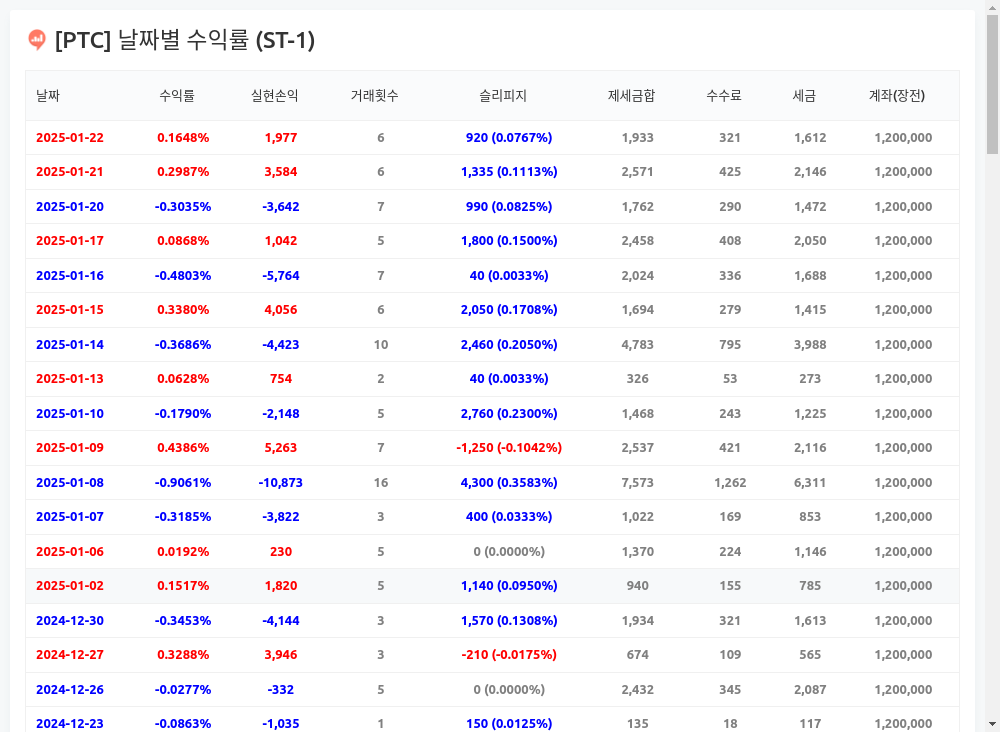 [PTC] 날짜별 수익률 (ST-1)
날짜 수익률 실현손익 거래횟수 슬리피지 제세금합 수수료 세금 계좌(장전)
2025-01-22 0.1648% 1,977 6 920 (0.0767%) 1,933 321 1,612 1,200,000
2025-01-21 0.2987% 3,584 6 1,335 (0.1113%) 2,571 425 2,146 1,200,000
2025-01-20 -0.3035% -3,642 7 990 (0.0825%) 1,762 290 1,472 1,200,000
2025-01-17 0.0868% 1,042 5 1,800 (0.1500%) 2,458 408 2,050 1,200,000
2025-01-16 -0.4803% -5,764 7 40 (0.0033%) 2,024 336 1,688 1,200,000
2025-01-15 0.3380% 4,056 6 2,050 (0.1708%) 1,694 279 1,415 1,200,000
2025-01-14 -0.3686% -4,423 10 2,460 (0.2050%) 4,783 795 3,988 1,200,000
2025-01-13 0.0628% 754 2 40 (0.0033%) 326 53 273 1,200,000
2025-01-10 -0.1790% -2,148 5 2,760 (0.2300%) 1,468 243 1,225 1,200,000
2025-01-09 0.4386% 5,263 7 -1,250 (-0.1042%) 2,537 421 2,116 1,200,000
2025-01-08 -0.9061% -10,873 16 4,300 (0.3583%) 7,573 1,262 6,311 1,200,000
2025-01-07 -0.3185% -3,822 3 400 (0.0333%) 1,022 169 853 1,200,000
2025-01-06 0.0192% 230 5 0 (0.0000%) 1,370 224 1,146 1,200,000
2025-01-02 0.1517% 1,820 5 1,140 (0.0950%) 940 155 785 1,200,000
2024-12-30 -0.3453% -4,144 3 1,570 (0.1308%) 1,934 321 1,613 1,200,000
2024-12-27 0.3288% 3,946 3 -210 (-0.0175%) 674 109 565 1,200,000
2024-12-26 -0.0277% -332 5 0 (0.0000%) 2,432 345 2,087 1,200,000
2024-12-23 -0.0863% -1,035 1 150 (0.0125%) 135 18 117 1,200,000